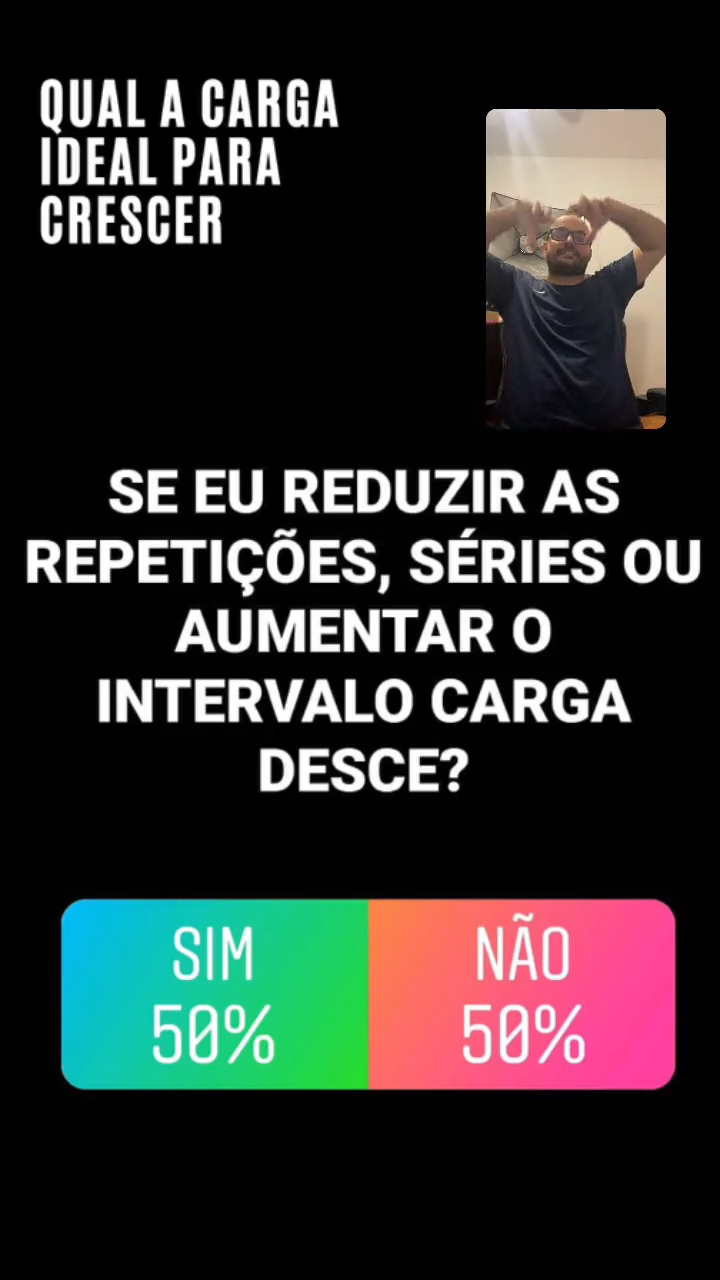 QUAL A CARGA
IDEAL PARA
CRESCER
SE EU REDUZIR AS
REPETIÇÕES, SÉRIES OU
AUMENTAR O
INTERVALO CARGA
DESCE?
SIM
50%
NÃO
50%